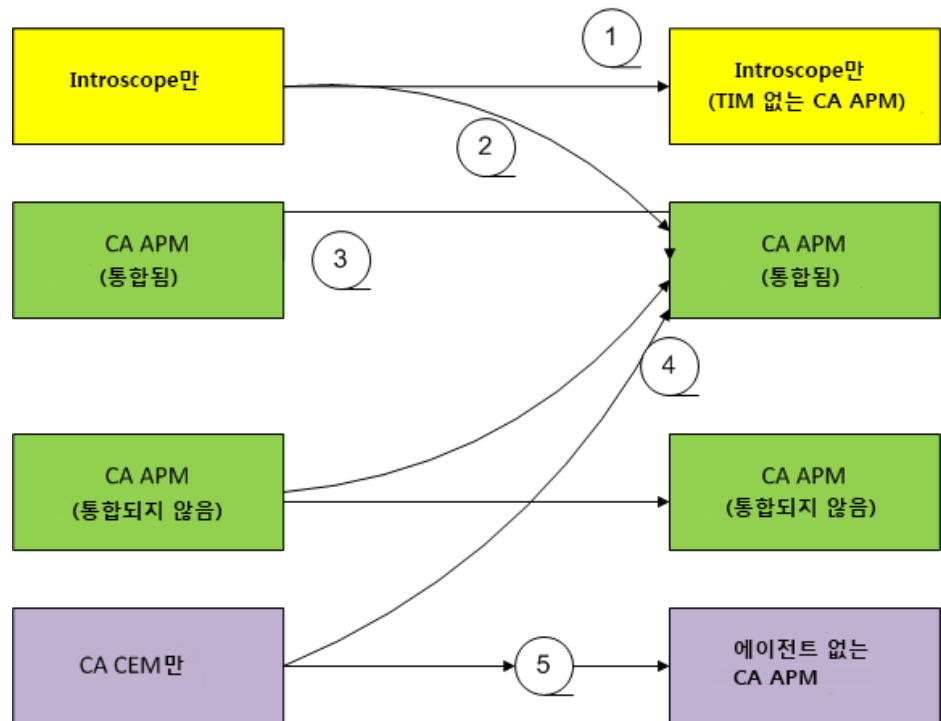 1
Introscope만
Introscope만
(TIM 없는 CA APM)
2
CA APM
(통합됨)
3
CA APM
(통합됨)
4
CA APM
(통합되지 않음)
CA APM
(통합되지 않음)
CA CEM만
5
에이전트 없는
CA APM